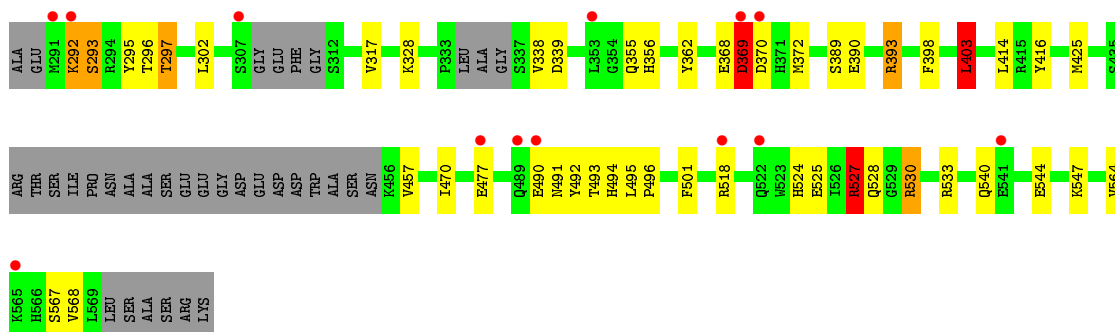 ALA GLU M291 K292 S293 R294 Y295 T296 T297 L302 S307 GLY GLU PHE GLY S312 V317 K328 P333 LEU ALA GLY S337 V338 D339 L353 G354 Q355 H356 Y362 E368 D369 D370 H371 M372 S389 E390 R393 F398 L403 L414 R415 Y416 M425 S435
ARG THR SER ILE PRO ASN ALA ALA SER GLU GLU GLY ASP GLU ASP ASP TRP ALA SER ASN K456 V457 I470 E477 Q489 E490 N491 Y492 T493 H494 L495 P496 F501 R518 Q522 W523 H524 E525 I526 R527 Q528 G529 R530 R533 Q540 E541 E544 K547 V564
K565 H566 S567 V568 L569 LEU SER ALA SER ARG LYS